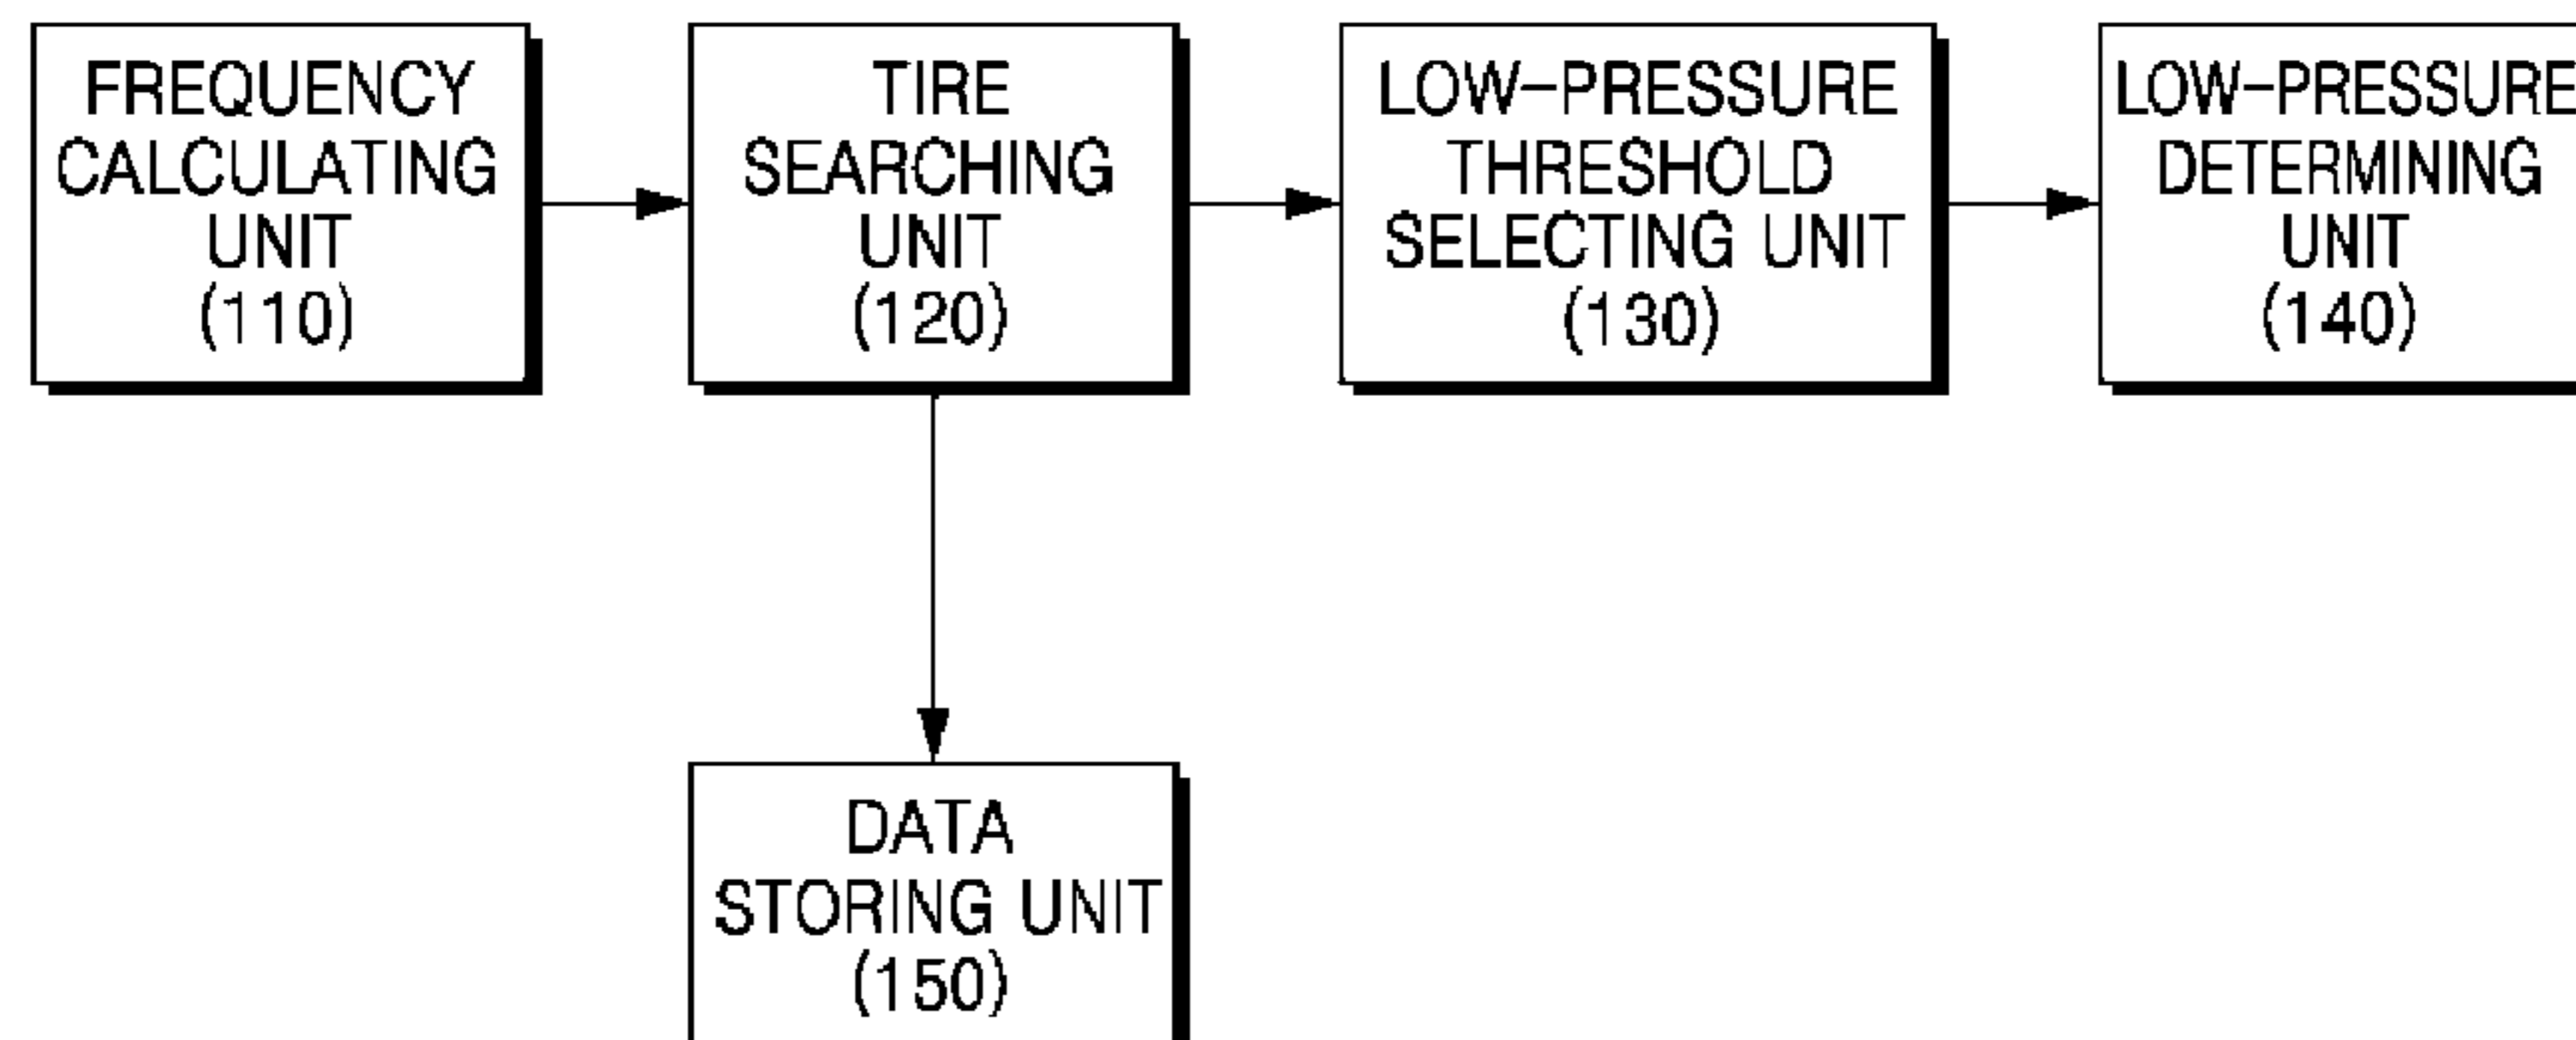 FREQUENCY
CALCULATING
UNIT
(110)
TIRE
SEARCHING
UNIT
(120)
LOW-PRESSURE
THRESHOLD
SELECTING UNIT
(130)
LOW-PRESSURE
DETERMINING
UNIT
(140)
DATA
STORING UNIT
(150)